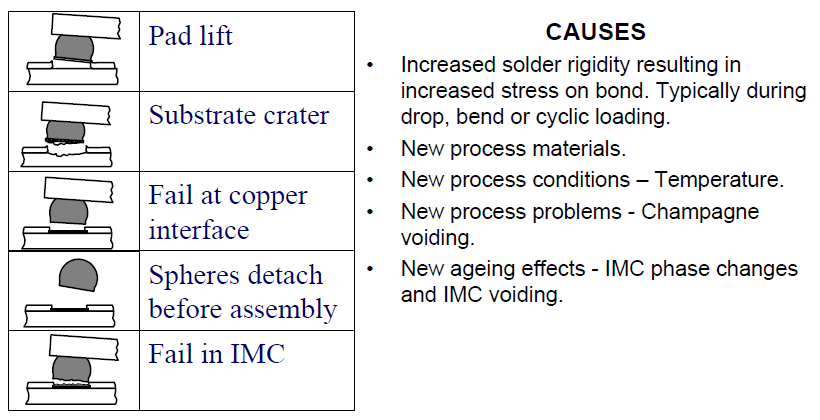 Pad lift
Substrate crater
Fail at copper
interface
Spheres detach
before assembly
Fail in IMC
CAUSES
• Increased solder rigidity resulting in
increased stress on bond. Typically during
drop, bend or cyclic loading.
• New process materials.
• New process conditions – Temperature.
• New process problems - Champagne
voiding.
• New ageing effects - IMC phase changes
and IMC voiding.